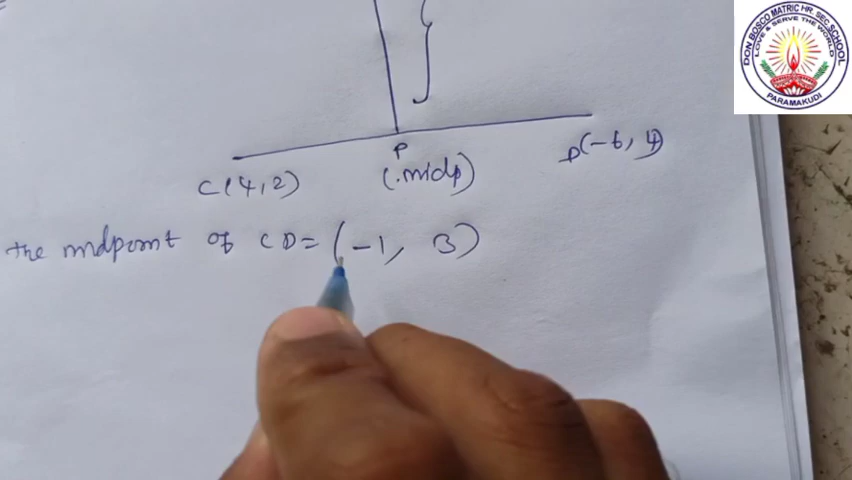 DON BOSCO MATRIC HR. SEC. SCHOOL
LOVE & SERVE THE WORLD
PARAMAKUDI
P
C(4,2)
(.midp)
D(-6, 4)
the midpoint of CD = (-1, 3)